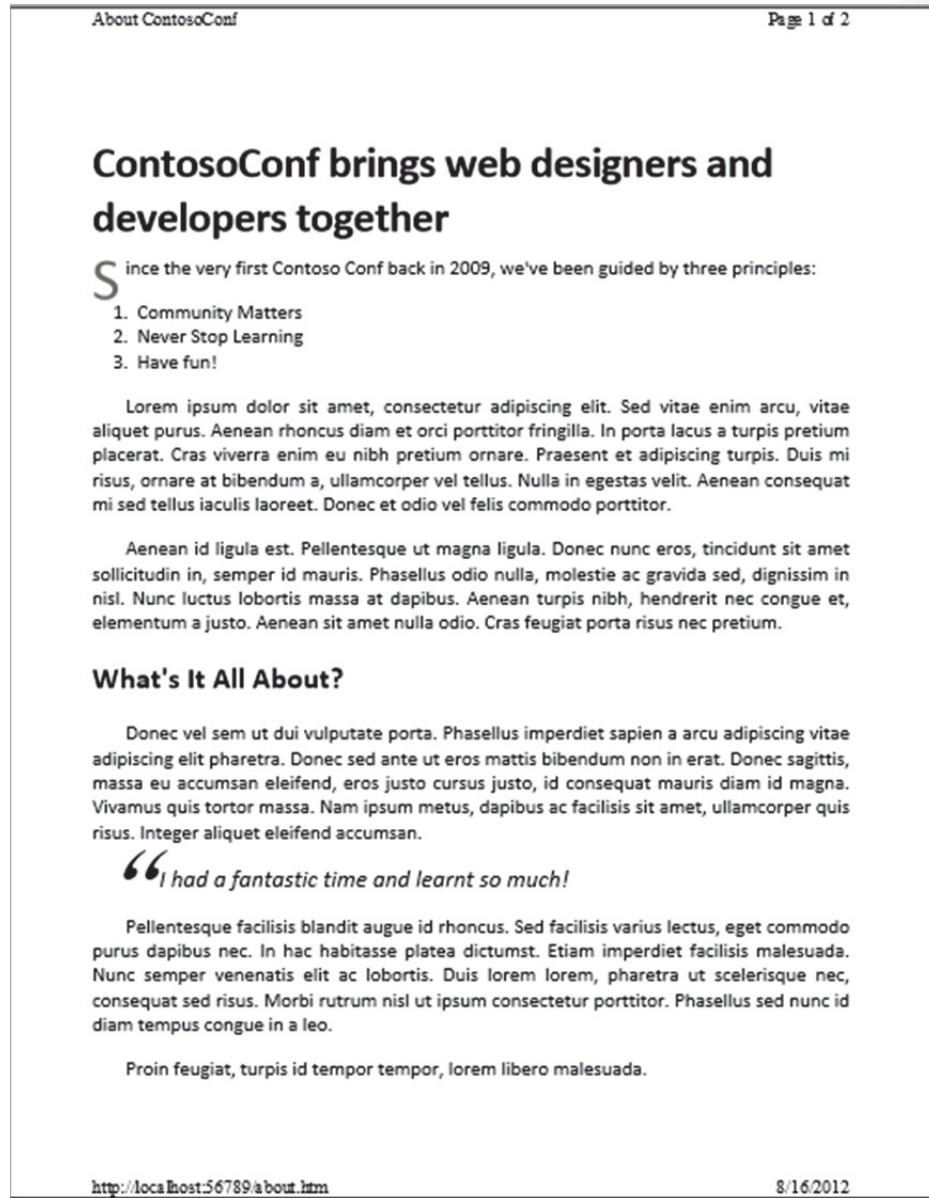 About ContosoConf Page 1 of 2
ContosoConf brings web designers and
developers together
Since the very first Contoso Conf back in 2009, we've been guided by three principles:
1. Community Matters
2. Never Stop Learning
3. Have fun!
Lorem ipsum dolor sit amet, consectetur adipiscing elit. Sed vitae enim arcu, vitae
aliquet purus. Aenean rhoncus diam et orci porttitor fringilla. In porta lacus a turpis pretium
placerat. Cras viverra enim eu nibh pretium ornare. Praesent et adipiscing turpis. Duis mi
risus, ornare at bibendum a, ullamcorper vel tellus. Nulla in egestas velit. Aenean consequat
mi sed tellus iaculis laoreet. Donec et odio vel felis commodo porttitor.
Aenean id ligula est. Pellentesque ut magna ligula. Donec nunc eros, tincidunt sit amet
sollicitudin in, semper id mauris. Phasellus odio nulla, molestie ac gravida sed, dignissim in
nisl. Nunc luctus lobortis massa at dapibus. Aenean turpis nibh, hendrerit nec congue et,
elementum a justo. Aenean sit amet nulla odio. Cras feugiat porta risus nec pretium.
What's It All About?
Donec vel sem ut dui vulputate porta. Phasellus imperdiet sapien a arcu adipiscing vitae
adipiscing elit pharetra. Donec sed ante ut eros mattis bibendum non in erat. Donec sagittis,
massa eu accumsan eleifend, eros justo cursus justo, id consequat mauris diam id magna.
Vivamus quis tortor massa. Nam ipsum metus, dapibus ac facilisis sit amet, ullamcorper quis
risus. Integer aliquet eleifend accumsan.
“I had a fantastic time and learnt so much!
Pellentesque facilisis blandit augue id rhoncus. Sed facilisis varius lectus, eget commodo
purus dapibus nec. In hac habitasse platea dictumst. Etiam imperdiet facilisis malesuada.
Nunc semper venenatis elit ac lobortis. Duis lorem lorem, pharetra ut scelerisque nec,
consequat sed risus. Morbi rutrum nisl ut ipsum consectetur porttitor. Phasellus sed nunc id
diam tempus congue in a leo.
Proin feugiat, turpis id tempor tempor, lorem libero malesuada.
http://localhost:56789/about.htm 8/16/2012